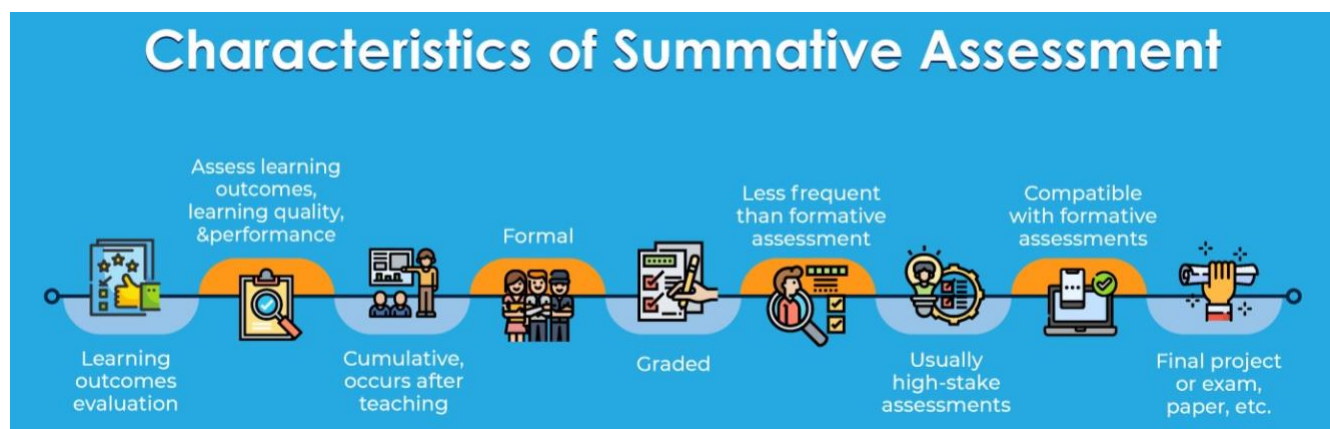 Characteristics of Summative Assessment
Learning
outcomes
evaluation
Assess learning
outcomes,
learning quality,
&performance
Cumulative,
occurs after
teaching
Formal
Graded
Less frequent
than formative
assessment
Usually
high-stake
assessments
Compatible
with formative
assessments
Final project
or exam,
paper, etc.